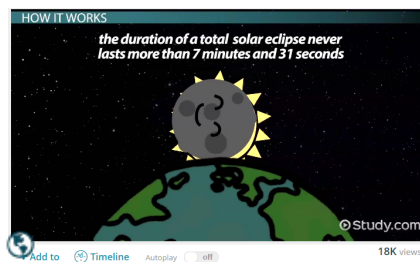 HOW IT WORKS
the duration of a total solar eclipse never
lasts more than 7 minutes and 31 seconds
Study.com
Add to
Timeline
Autoplay
off
18K views